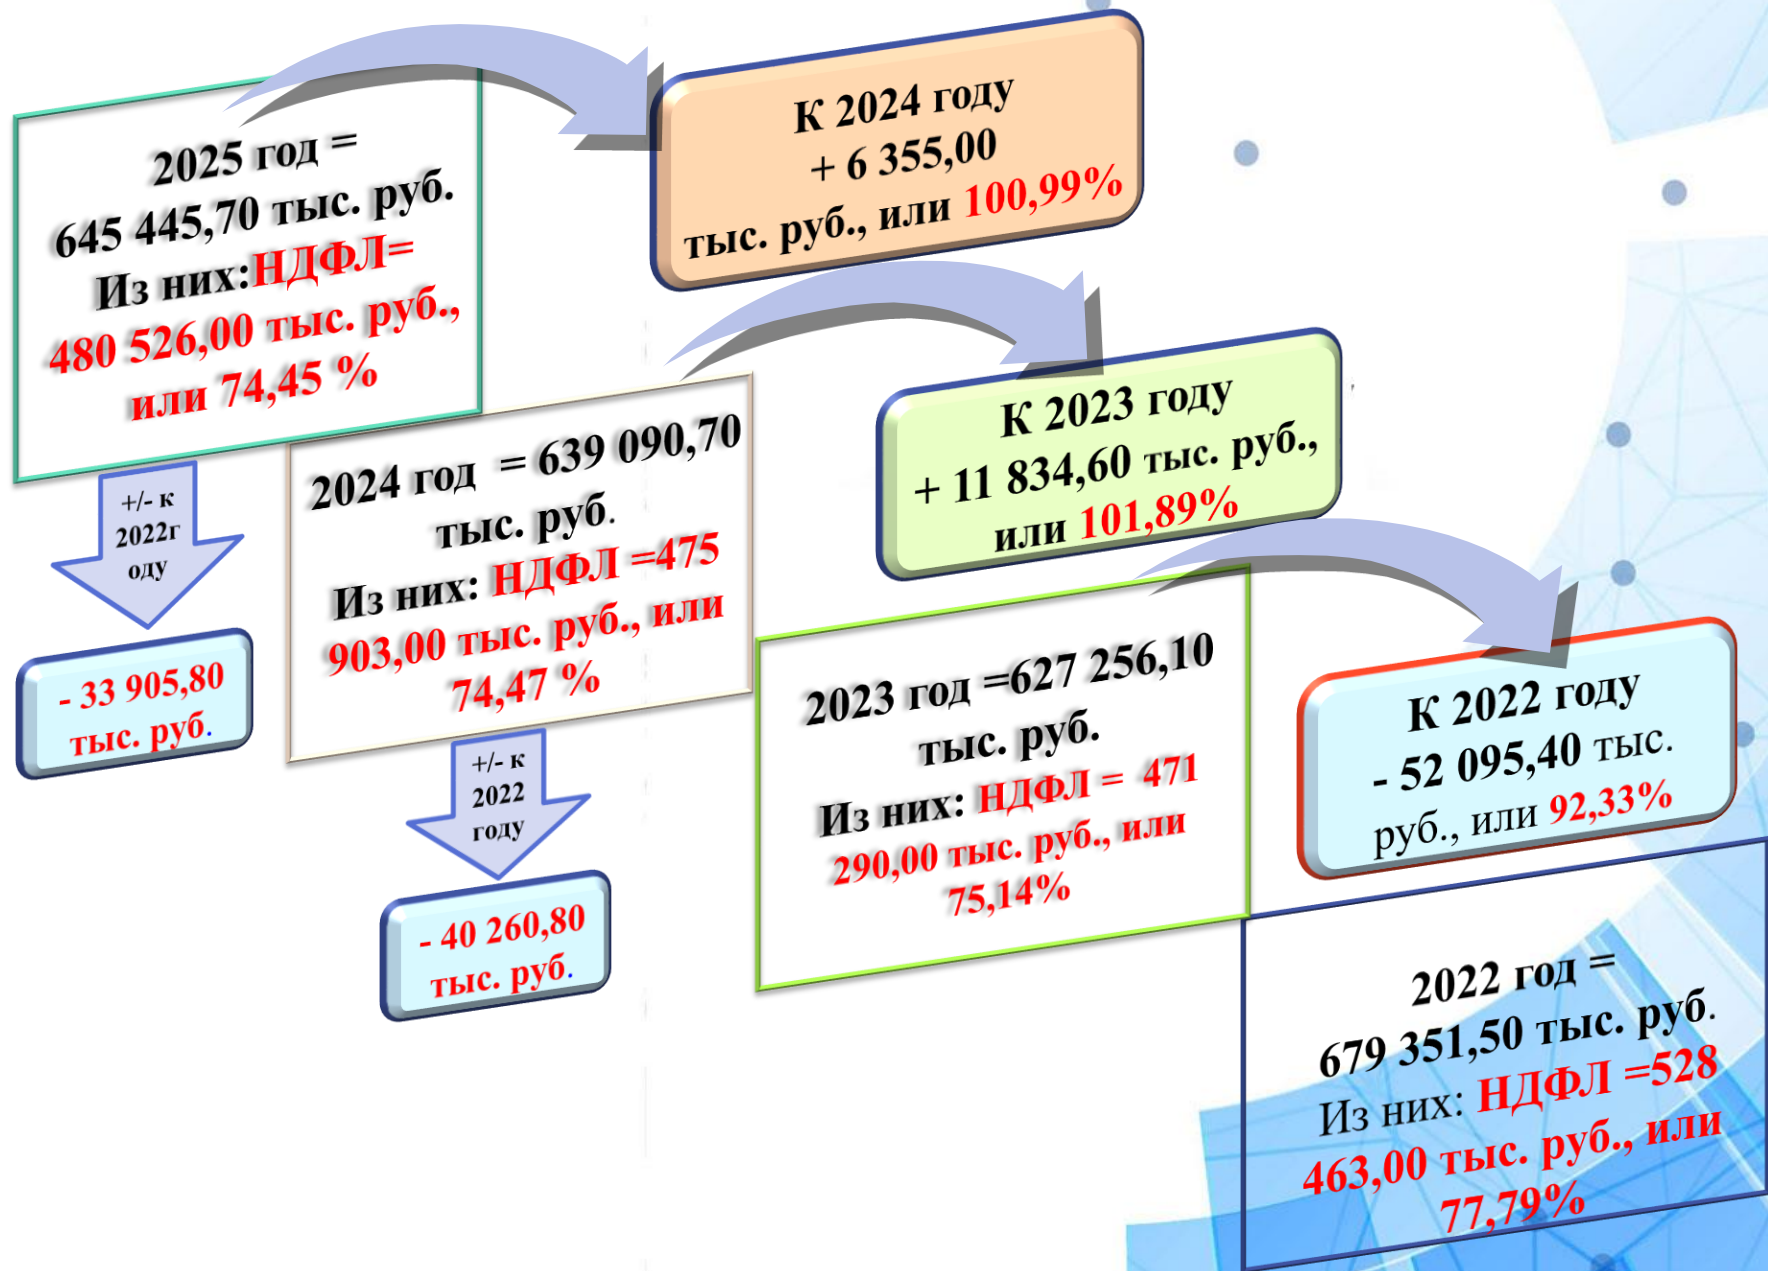 2025 год =
645 445,70 тыс. руб.
Из них:НДФЛ=
480 526,00 тыс. руб.,
или 74,45 %
К 2024 году
+ 6 355,00
тыс. руб., или 100,99%
+/- к
2022г
оду
- 33 905,80
тыс. руб.
2024 год = 639 090,70
тыс. руб.
Из них: НДФЛ =475
903,00 тыс. руб., или
74,47 %
К 2023 году
+ 11 834,60 тыс. руб.,
или 101,89%
+/- к
2022
году
- 40 260,80
тыс. руб.
2023 год =627 256,10
тыс. руб.
Из них: НДФЛ = 471
290,00 тыс. руб., или
75,14%
К 2022 году
- 52 095,40 тыс.
руб., или 92,33%
2022 год =
679 351,50 тыс. руб.
Из них: НДФЛ =528
463,00 тыс. руб., или
77,79%